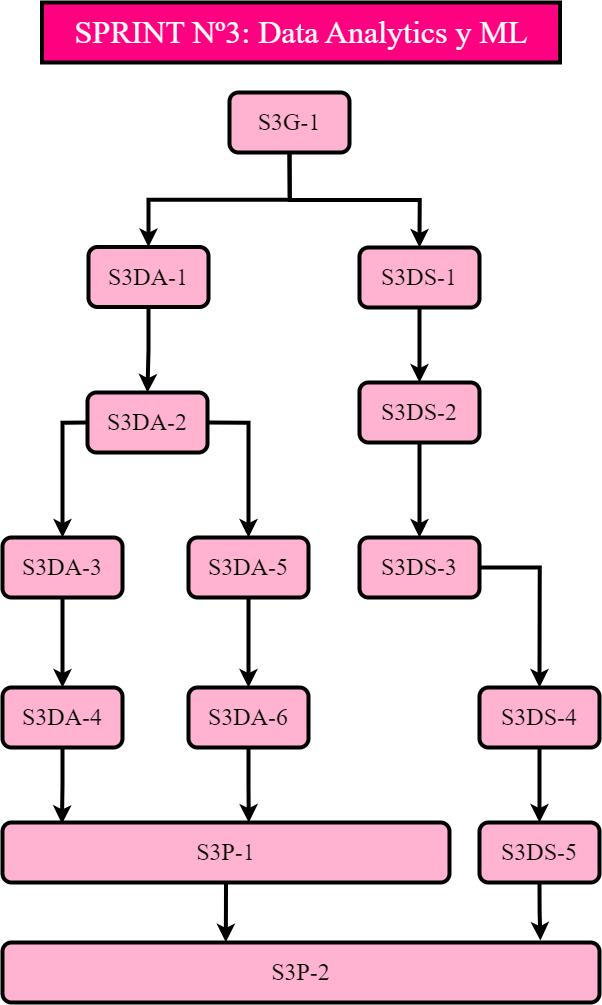 SPRINT Nº3: Data Analytics y ML
S3G-1
S3DA-1
S3DS-1
S3DA-2
S3DS-2
S3DA-3
S3DA-5
S3DS-3
S3DA-4
S3DA-6
S3DS-4
S3P-1
S3DS-5
S3P-2